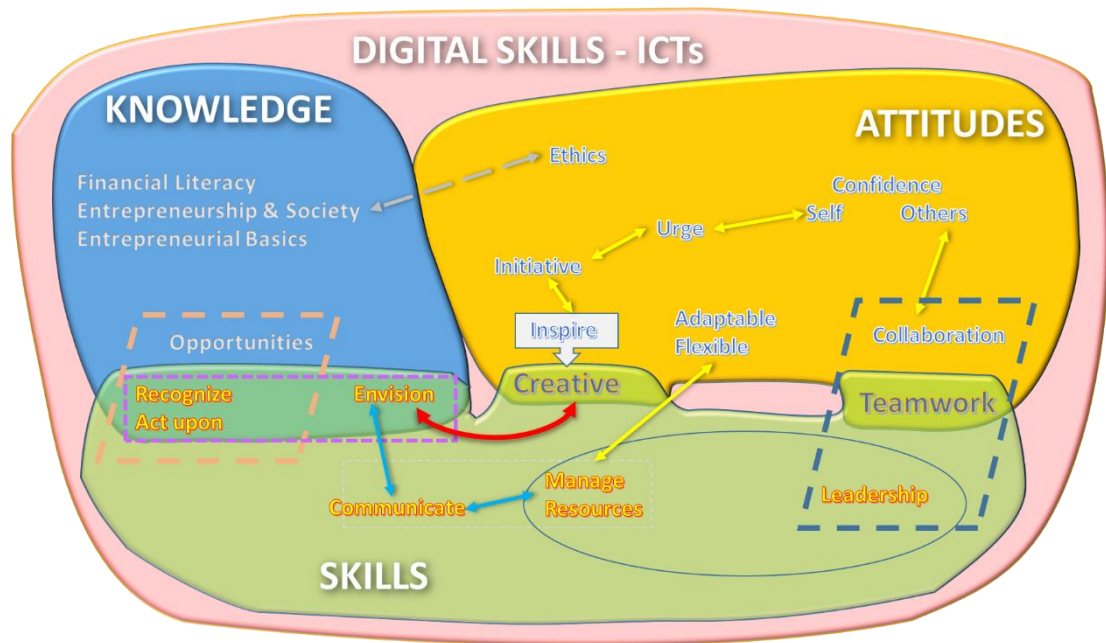 DIGITAL SKILLS - ICTs
KNOWLEDGE
ATTITUDES
Ethics
Financial Literacy
Entrepreneurship & Society
Entrepreneurial Basics
Confidence
Self
Others
Urge
Initiative
Inspire
Adaptable
Flexible
Opportunities
Collaboration
Recognize
Act upon
Envision
Creative
Teamwork
Communicate
Manage
Resources
Leadership
SKILLS